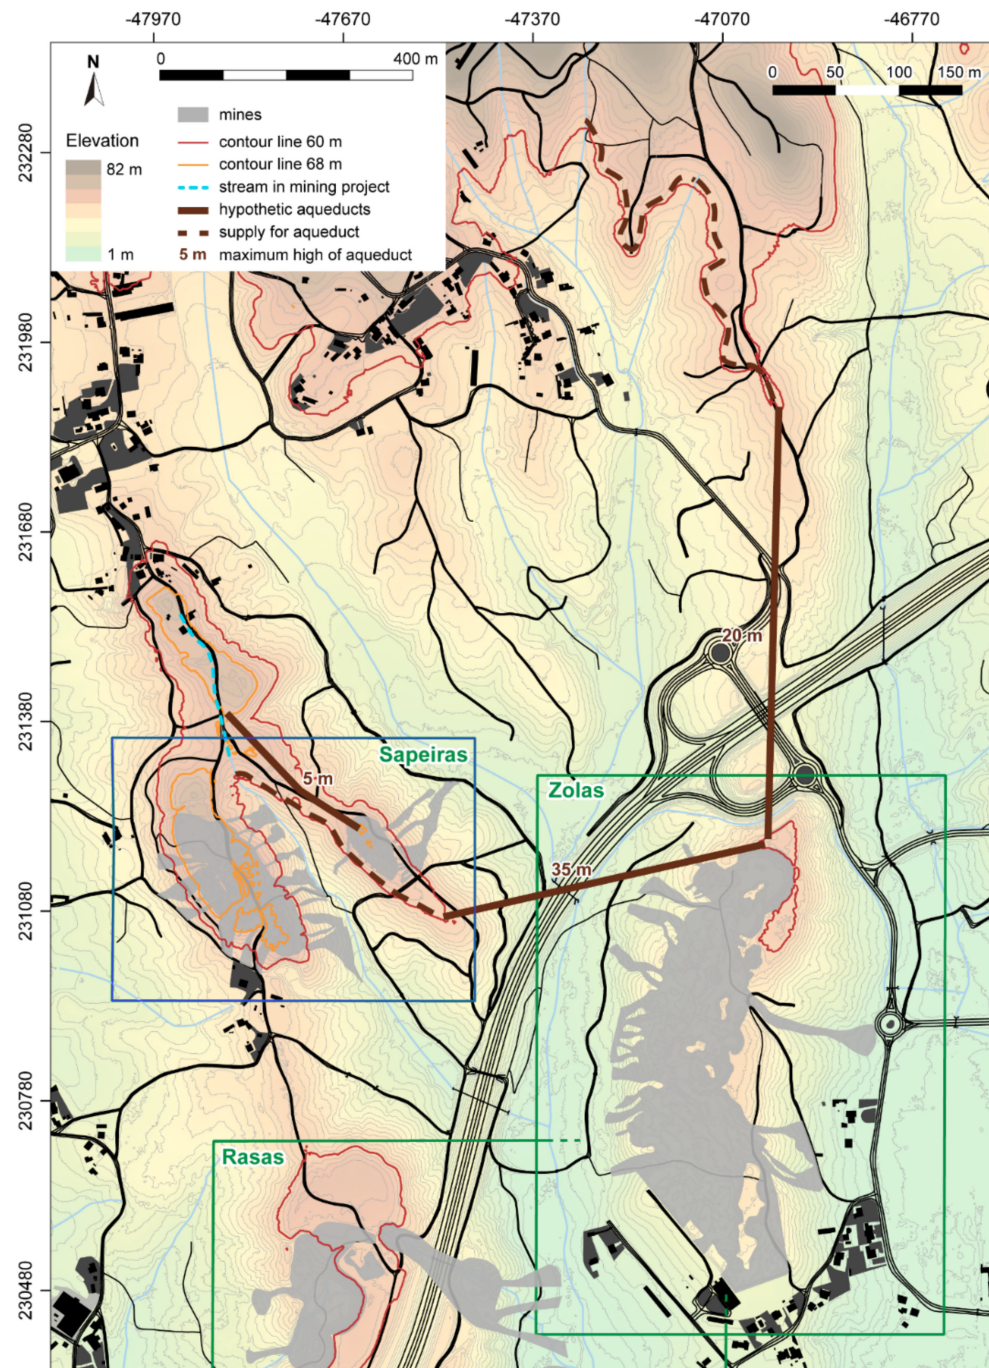 -47970 -47670 -47370 -47070 -46770
N
0 400 m
0 50 100 150 m
mines
Elevation
contour line 60 m
82 m
contour line 68 m
stream in mining project
hypothetic aqueducts
supply for aqueduct
1 m
5 m maximum high of aqueduct
232280
231980
231680
20 m
231380
Sapeiras
5 m
Zolas
35 m
231080
230780
Rasas
230480